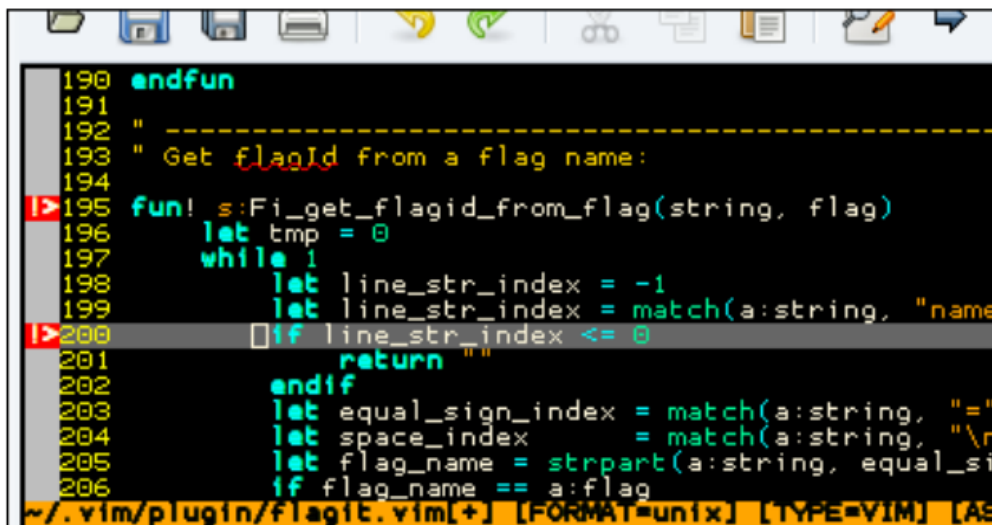 190 endfun
191
192 " ------------------------------------------------
193 " Get flagId from a flag name:
194
!>195 fun! s:Fi_get_flagid_from_flag(string, flag)
196 let tmp = 0
197 while 1
198 let line_str_index = -1
199 let line_str_index = match(a:string, "name
!>200 if line_str_index <= 0
201 return ""
202 endif
203 let equal_sign_index = match(a:string, "="
204 let space_index = match(a:string, "\n
205 let flag_name = strpart(a:string, equal_si
206 if flag_name == a:flag
~/.vim/plugin/flagit.vim[+] [FORMAT=unix] [TYPE=VIM] [AS